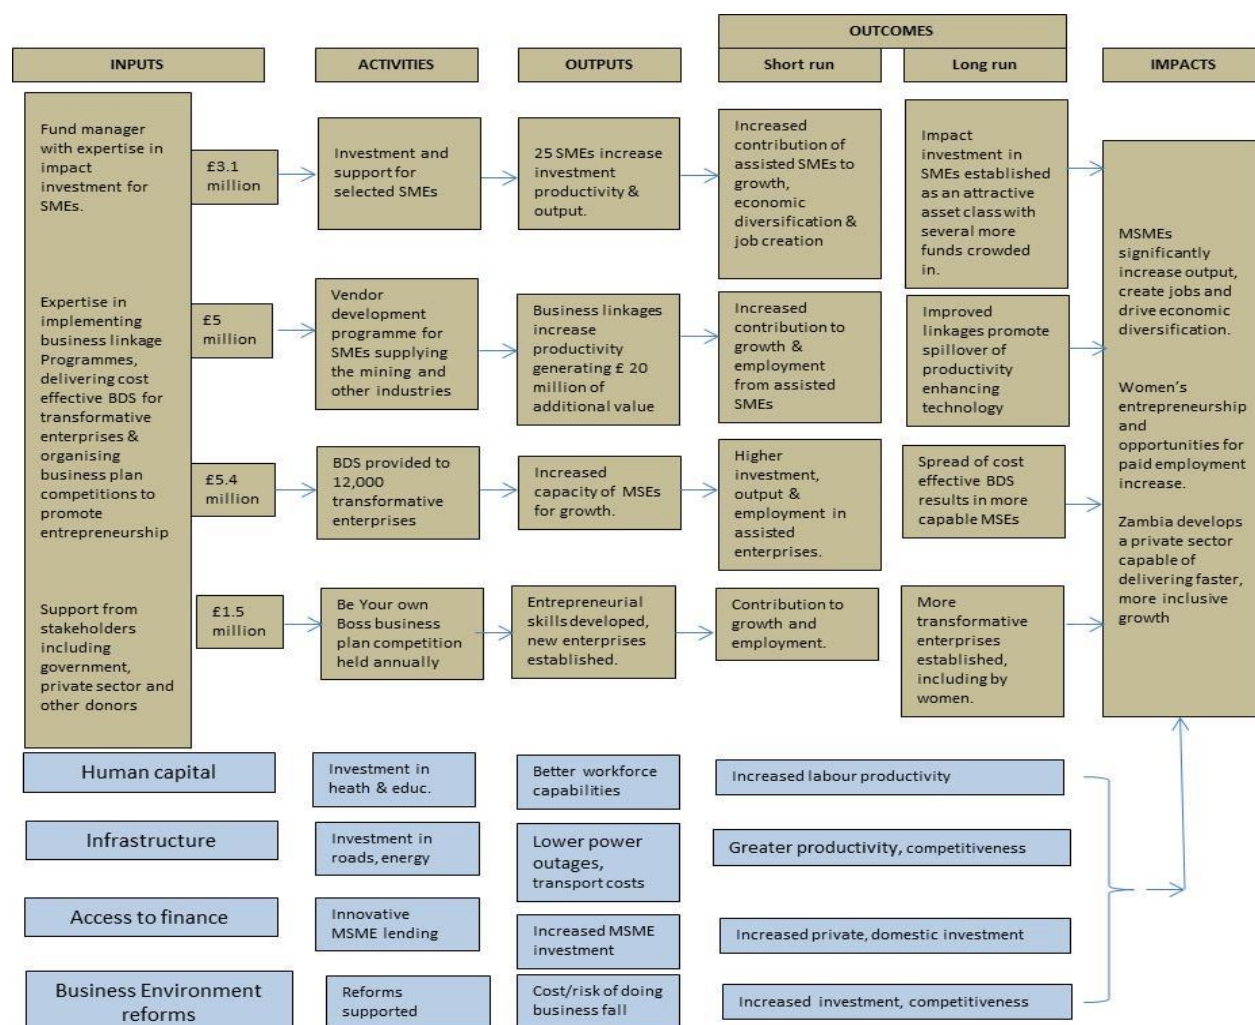 OUTCOMES
INPUTS
ACTIVITIES
OUTPUTS
Short run
Long run
IMPACTS
Fund manager
with expertise in
impact
investment for
SMEs.
Expertise in
implementing
business linkage
Programmes,
delivering cost
effective BDS for
transformative
enterprises &
organising
business plan
competitions to
promote
entrepreneurship
Support from
stakeholders
including
government,
private sector and
other donors
£3.1
million
Investment and
support for
selected SMEs
25 SMEs increase
investment
productivity &
output.
Increased
contribution of
assisted SMEs to
growth,
economic
diversification &
job creation
Impact
investment in
SMEs established
as an attractive
asset class with
several more
funds crowded
in.
£5
million
Vendor
development
programme for
SMEs supplying
the mining and
other industries
Business linkages
increase
productivity
generating £ 20
million of
additional value
Increased
contribution to
growth &
employment
from assisted
SMEs
Improved
linkages promote
spillover of
productivity
enhancing
technology
£5.4
million
BDS provided to
12,000
transformative
enterprises
Increased
capacity of MSEs
for growth.
Higher
investment,
output &
employment in
assisted
enterprises.
Spread of cost
effective BDS
results in more
capable MSEs
£1.5
million
Be Your own
Boss business
plan competition
held annually
Entrepreneurial
skills developed,
new enterprises
established.
Contribution to
growth and
employment.
More
transformative
enterprises
established,
including by
women.
MSMEs
significantly
increase output,
create jobs and
drive economic
diversification.
Women's
entrepreneurship
and
opportunities for
paid employment
increase.
Zambia develops
a private sector
capable of
delivering faster,
more inclusive
growth
Human capital
Investment in
heath & educ.
Better workforce
capabilities
Increased labour productivity
Infrastructure
Investment in
roads, energy
Lower power
outages,
transport costs
Greater productivity, competitiveness
Access to finance
Innovative
MSME lending
Increased MSME
investment
Increased private, domestic investment
Business Environment
reforms
Reforms
supported
Cost/risk of doing
business fall
Increased investment, competitiveness